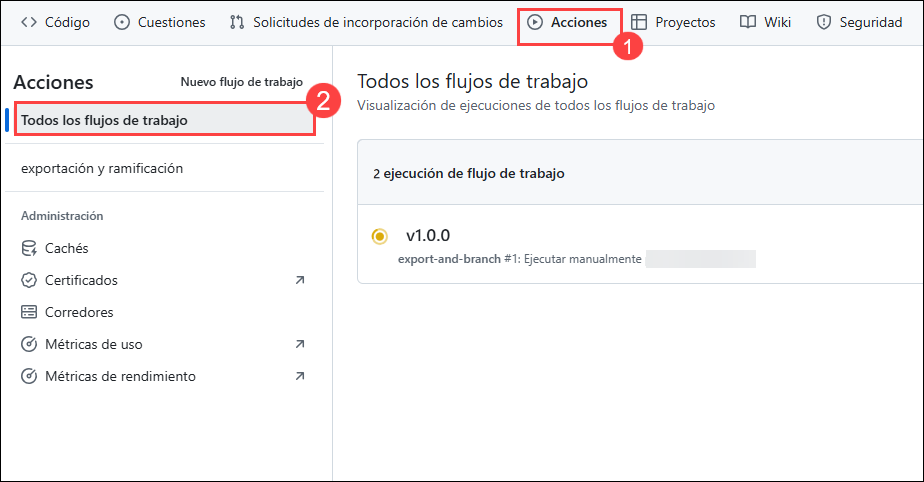 Código Cuestiones Solicitudes de incorporación de cambios Acciones Proyectos Wiki Seguridad
1
Acciones Nuevo flujo de trabajo
2
Todos los flujos de trabajo
exportación y ramificación
Administración
Cachés
Certificados
Corredores
Métricas de uso
Métricas de rendimiento
Todos los flujos de trabajo
Visualización de ejecuciones de todos los flujos de trabajo
2 ejecución de flujo de trabajo
v1.0.0
export-and-branch #1: Ejecutar manualmente